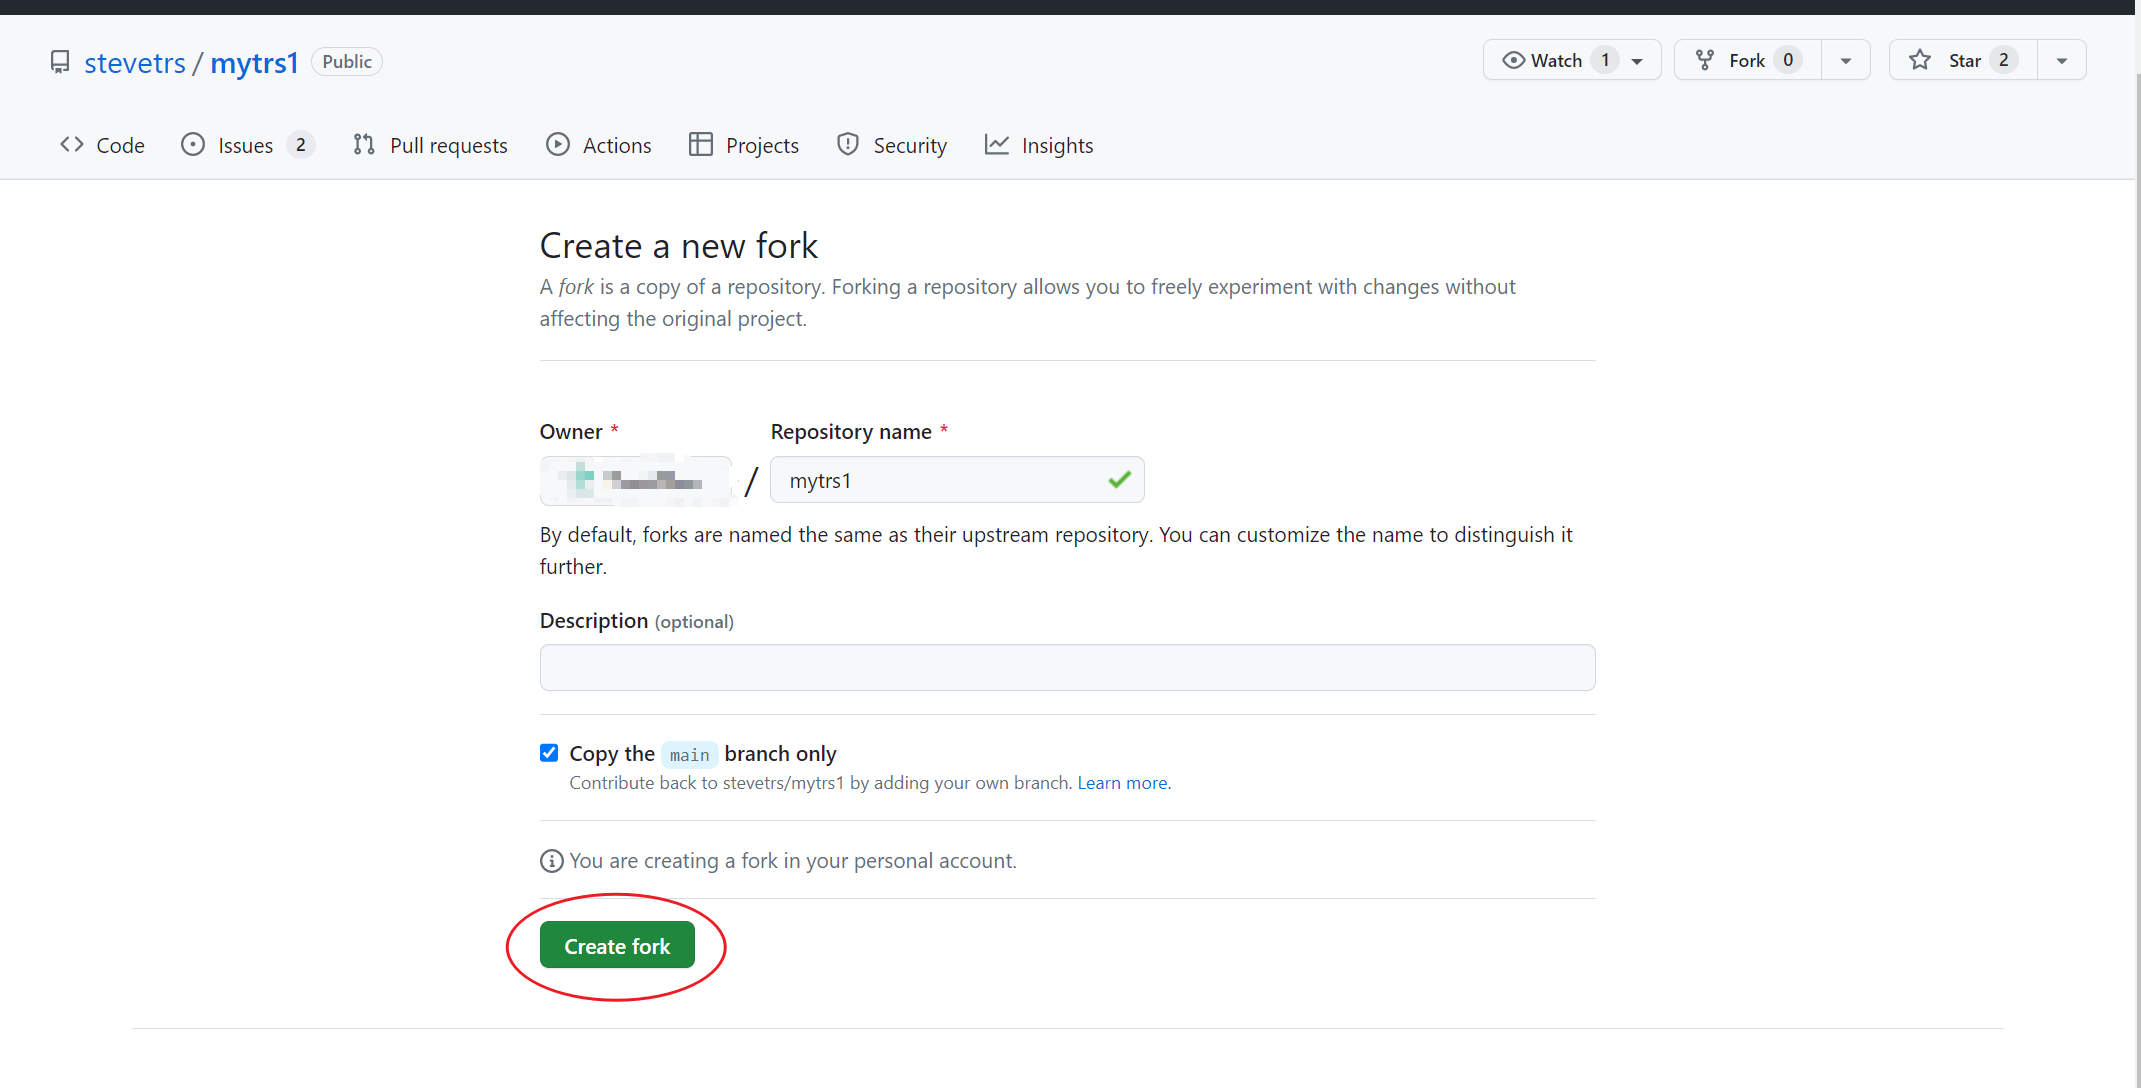 stevetrs / mytrs1 Public
Watch 1 Fork 0 Star 2
Code Issues 2 Pull requests Actions Projects Security Insights
Create a new fork
A fork is a copy of a repository. Forking a repository allows you to freely experiment with changes without
affecting the original project.
Owner * Repository name *
/ mytrs1
By default, forks are named the same as their upstream repository. You can customize the name to distinguish it
further.
Description (optional)
Copy the main branch only
Contribute back to stevetrs/mytrs1 by adding your own branch. Learn more.
You are creating a fork in your personal account.
Create fork